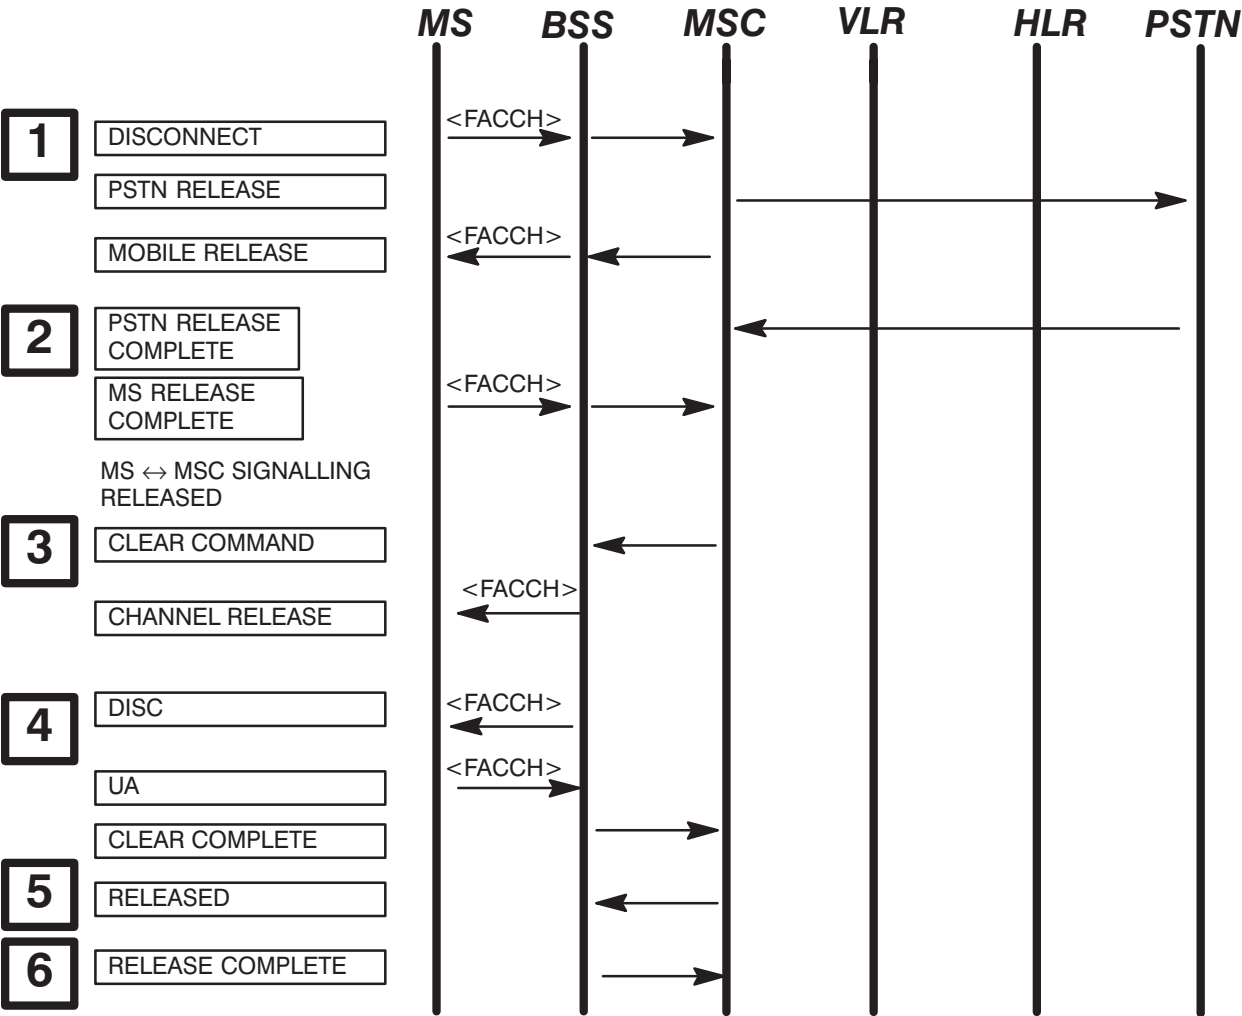 MS BSS MSC VLR HLR PSTN
1
<FACCH>
DISCONNECT
PSTN RELEASE
<FACCH>
MOBILE RELEASE
2
PSTN RELEASE
COMPLETE
<FACCH>
MS RELEASE
COMPLETE
MS ↔ MSC SIGNALLING
RELEASED
3
CLEAR COMMAND
<FACCH>
CHANNEL RELEASE
4
<FACCH>
DISC
<FACCH>
UA
CLEAR COMPLETE
5
RELEASED
6
RELEASE COMPLETE